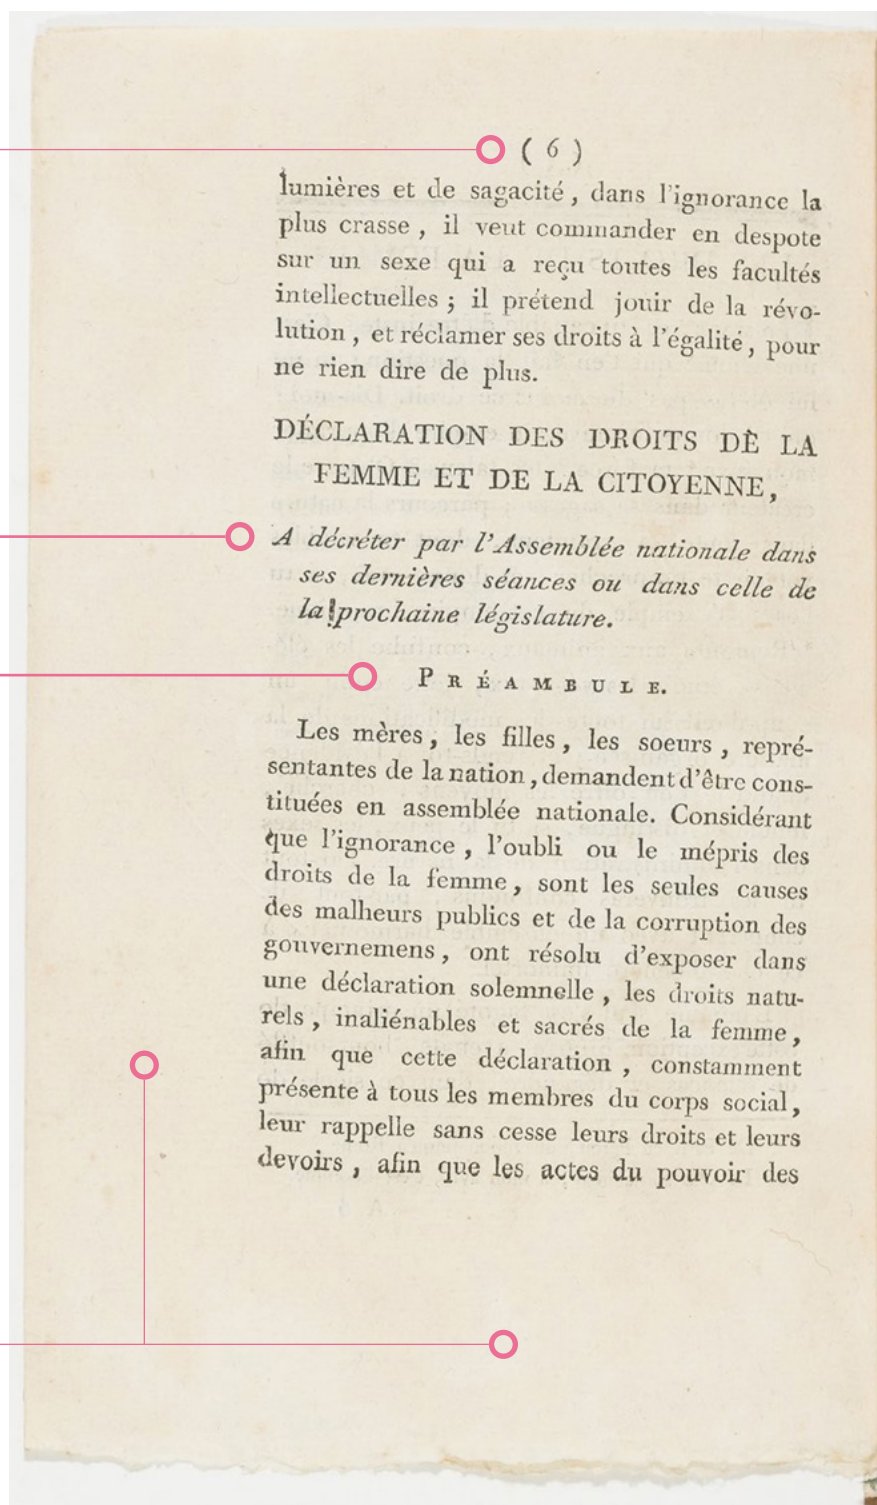 ( 6 )
lumières et de sagacité, dans l'ignorance la
plus crasse, il veut commander en despote
sur un sexe qui a reçu toutes les facultés
intellectuelles ; il prétend jouir de la révo-
lution, et réclamer ses droits à l'égalité, pour
ne rien dire de plus.
DÉCLARATION DES DROITS DÈ LA
FEMME ET DE LA CITOYENNE,
A décréter par l'Assemblée nationale dans
ses dernières séances ou dans celle de
la prochaine législature.
PRÉAMBULE.
Les mères, les filles, les soeurs, repré-
sentantes de la nation, demandent d'être cons-
tituées en assemblée nationale. Considérant
que l'ignorance, l'oubli ou le mépris des
droits de la femme, sont les seules causes
des malheurs publics et de la corruption des
gouvernemens, ont résolu d'exposer dans
une déclaration solemnelle, les droits natu-
rels, inaliénables et sacrés de la femme,
afin que cette déclaration, constamment
présente à tous les membres du corps social,
leur rappelle sans cesse leurs droits et leurs
devoirs, afin que les actes du pouvoir des